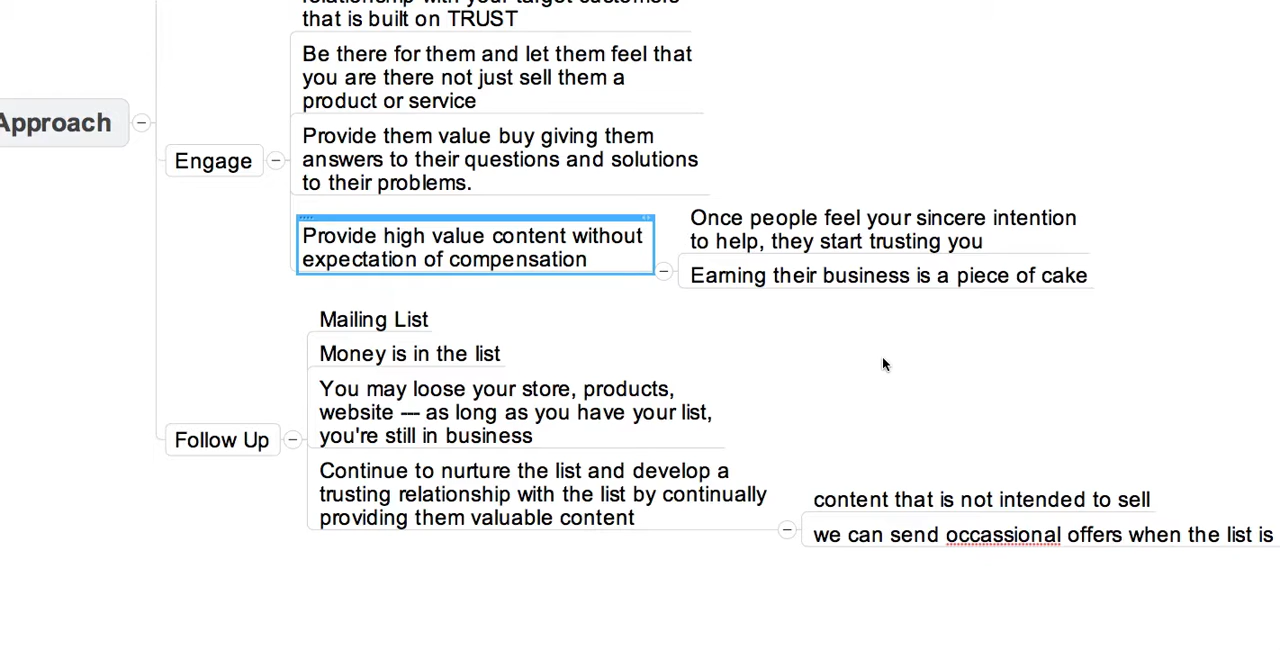 relationship with your target customers
that is built on TRUST
Be there for them and let them feel that
you are there not just sell them a
product or service
Approach
Engage
Provide them value buy giving them
answers to their questions and solutions
to their problems.
Provide high value content without
expectation of compensation
Once people feel your sincere intention
to help, they start trusting you
Earning their business is a piece of cake
Mailing List
Money is in the list
You may loose your store, products,
website --- as long as you have your list,
you're still in business
Follow Up
Continue to nurture the list and develop a
trusting relationship with the list by continually
providing them valuable content
content that is not intended to sell
we can send occassional offers when the list is